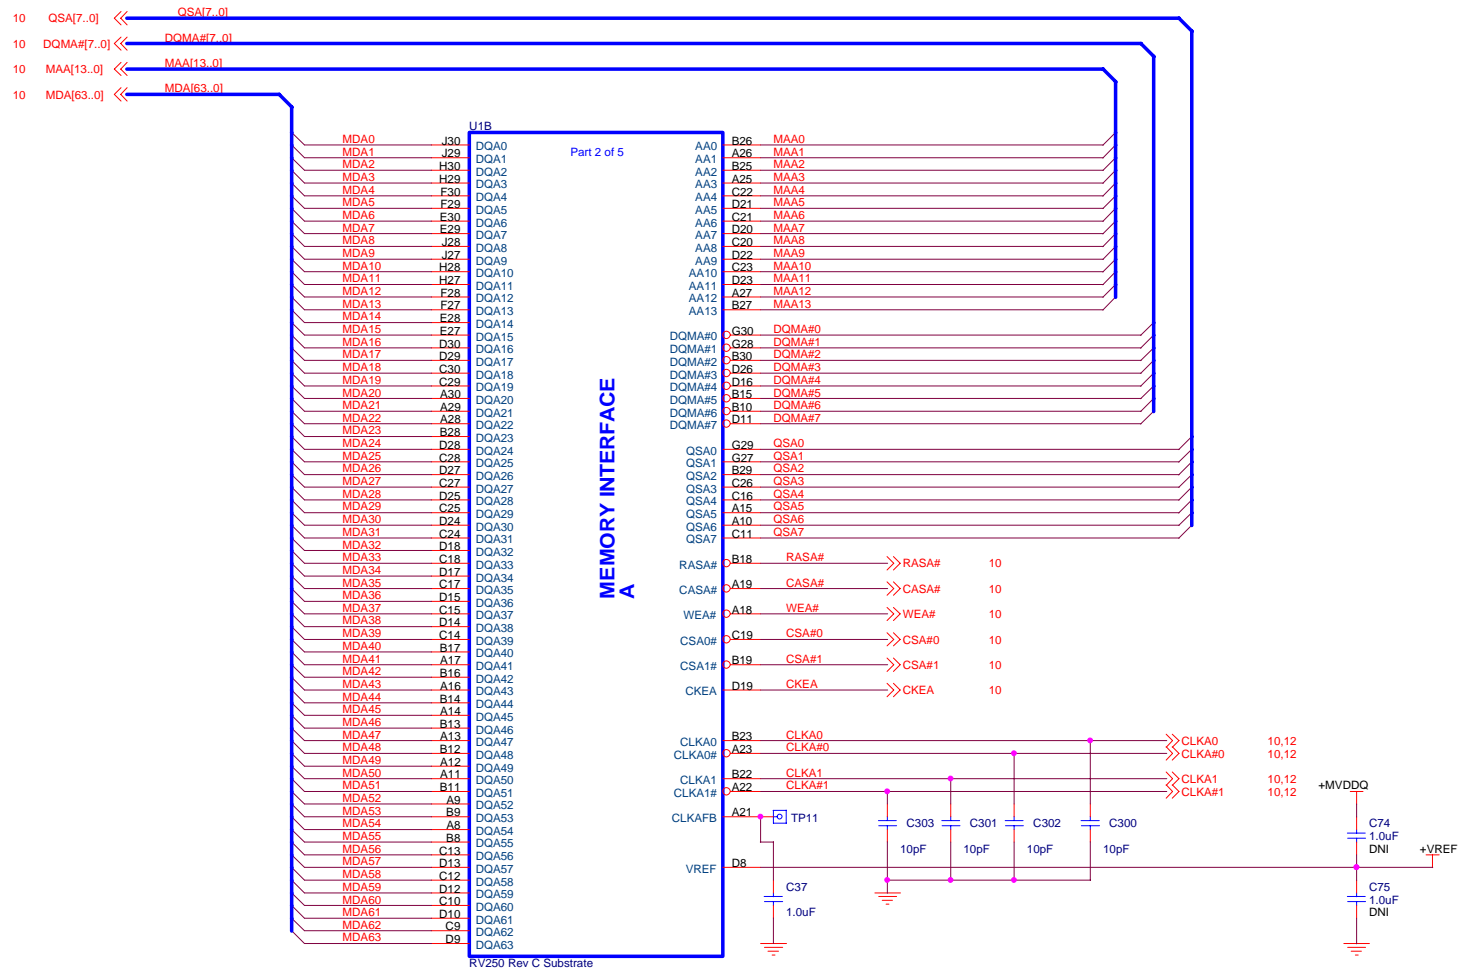 10 QSA[7..0] QSA[7..0]
10 DQMA#[7..0] DQMA#[7..0]
10 MAA[13..0] MAA[13..0]
10 MDA[63..0] MDA[63..0]
U1B
Part 2 of 5
MEMORY INTERFACE
A
MDA0 J30 DQA0
MDA1 J29 DQA1
MDA2 H30 DQA2
MDA3 H29 DQA3
MDA4 F30 DQA4
MDA5 F29 DQA5
MDA6 E30 DQA6
MDA7 E29 DQA7
MDA8 J28 DQA8
MDA9 J27 DQA9
MDA10 H28 DQA10
MDA11 H27 DQA11
MDA12 F28 DQA12
MDA13 F27 DQA13
MDA14 E28 DQA14
MDA15 E27 DQA15
MDA16 D30 DQA16
MDA17 D29 DQA17
MDA18 C30 DQA18
MDA19 C29 DQA19
MDA20 A30 DQA20
MDA21 A29 DQA21
MDA22 A28 DQA22
MDA23 B28 DQA23
MDA24 D28 DQA24
MDA25 C28 DQA25
MDA26 D27 DQA26
MDA27 C27 DQA27
MDA28 D25 DQA28
MDA29 C25 DQA29
MDA30 D24 DQA30
MDA31 C24 DQA31
MDA32 D18 DQA32
MDA33 C18 DQA33
MDA34 D17 DQA34
MDA35 C17 DQA35
MDA36 D15 DQA36
MDA37 C15 DQA37
MDA38 D14 DQA38
MDA39 C14 DQA39
MDA40 B17 DQA40
MDA41 A17 DQA41
MDA42 B16 DQA42
MDA43 A16 DQA43
MDA44 B14 DQA44
MDA45 A14 DQA45
MDA46 B13 DQA46
MDA47 A13 DQA47
MDA48 B12 DQA48
MDA49 A12 DQA49
MDA50 A11 DQA50
MDA51 B11 DQA51
MDA52 A9 DQA52
MDA53 B9 DQA53
MDA54 A8 DQA54
MDA55 B8 DQA55
MDA56 C13 DQA56
MDA57 D13 DQA57
MDA58 C12 DQA58
MDA59 D12 DQA59
MDA60 C10 DQA60
MDA61 D10 DQA61
MDA62 C9 DQA62
MDA63 D9 DQA63
AA0 B26 MAA0
AA1 A26 MAA1
AA2 B25 MAA2
AA3 A25 MAA3
AA4 C22 MAA4
AA5 D21 MAA5
AA6 C21 MAA6
AA7 D20 MAA7
AA8 C20 MAA8
AA9 D22 MAA9
AA10 C23 MAA10
AA11 D23 MAA11
AA12 A27 MAA12
AA13 B27 MAA13
DQMA#0 G30 DQMA#0
DQMA#1 G28 DQMA#1
DQMA#2 B30 DQMA#2
DQMA#3 D26 DQMA#3
DQMA#4 D16 DQMA#4
DQMA#5 B15 DQMA#5
DQMA#6 B10 DQMA#6
DQMA#7 D11 DQMA#7
QSA0 G29 QSA0
QSA1 G27 QSA1
QSA2 B29 QSA2
QSA3 C26 QSA3
QSA4 C16 QSA4
QSA5 A15 QSA5
QSA6 A10 QSA6
QSA7 C11 QSA7
RASA# B18 RASA# RASA# 10
CASA# A19 CASA# CASA# 10
WEA# A18 WEA# WEA# 10
CSA0# C19 CSA#0 CSA#0 10
CSA1# B19 CSA#1 CSA#1 10
CKEA D19 CKEA CKEA 10
CLKA0 B23 CLKA0 CLKA0 10,12
CLKA0# A23 CLKA#0 CLKA#0 10,12
CLKA1 B22 CLKA1 CLKA1 10,12
CLKA1# A22 CLKA#1 CLKA#1 10,12
CLKAFB A21 TP11
C303 C301 C302 C300
10pF 10pF 10pF 10pF
VREF D8
C37
1.0uF
+MVDDQ
C74
1.0uF
DNI
+VREF
C75
1.0uF
DNI
RV250 Rev C Substrate